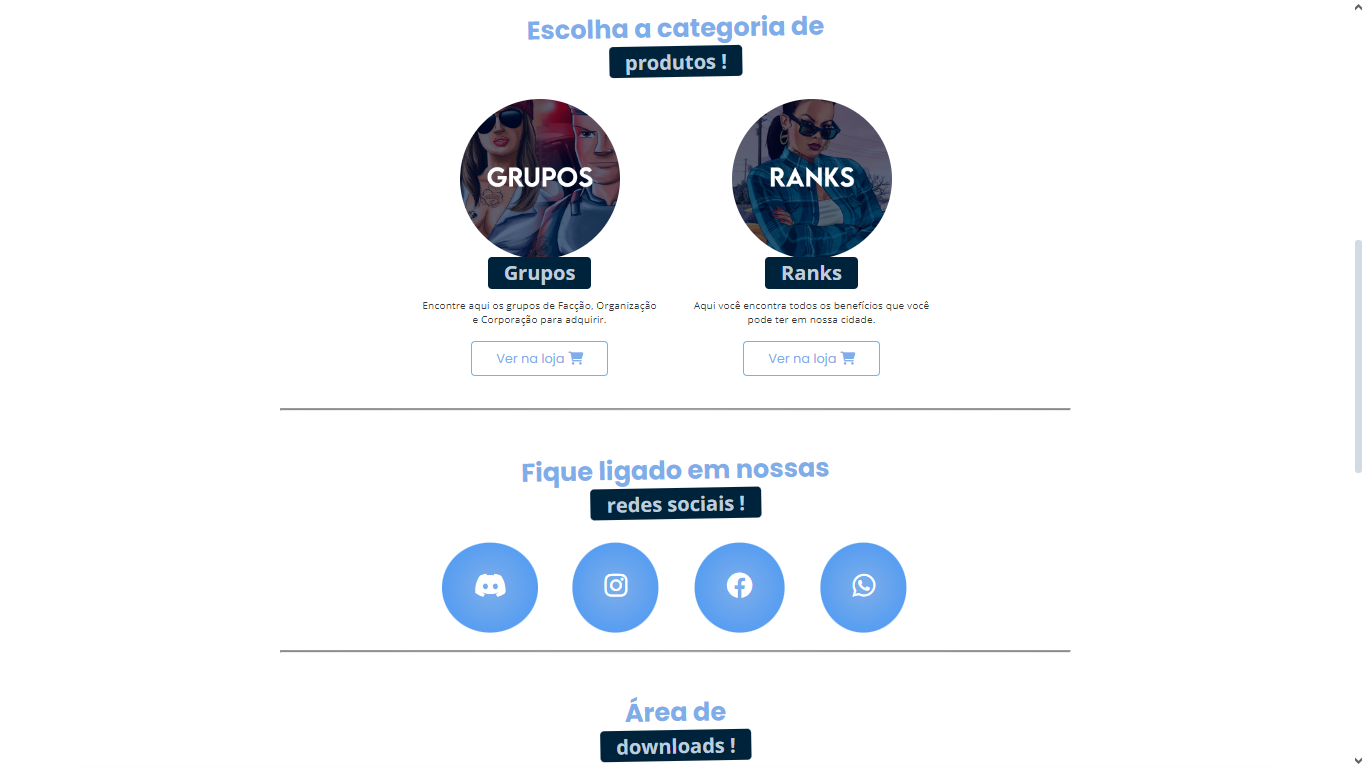 Escolha a categoria de
produtos !
GRUPOS
RANKS
Grupos
Encontre aqui os grupos de Facção, Organização
e Corporação para adquirir.
Ver na loja
Ranks
Aqui você encontra todos os benefícios que você
pode ter em nossa cidade.
Ver na loja
Fique ligado em nossas
redes sociais !
Área de
downloads !